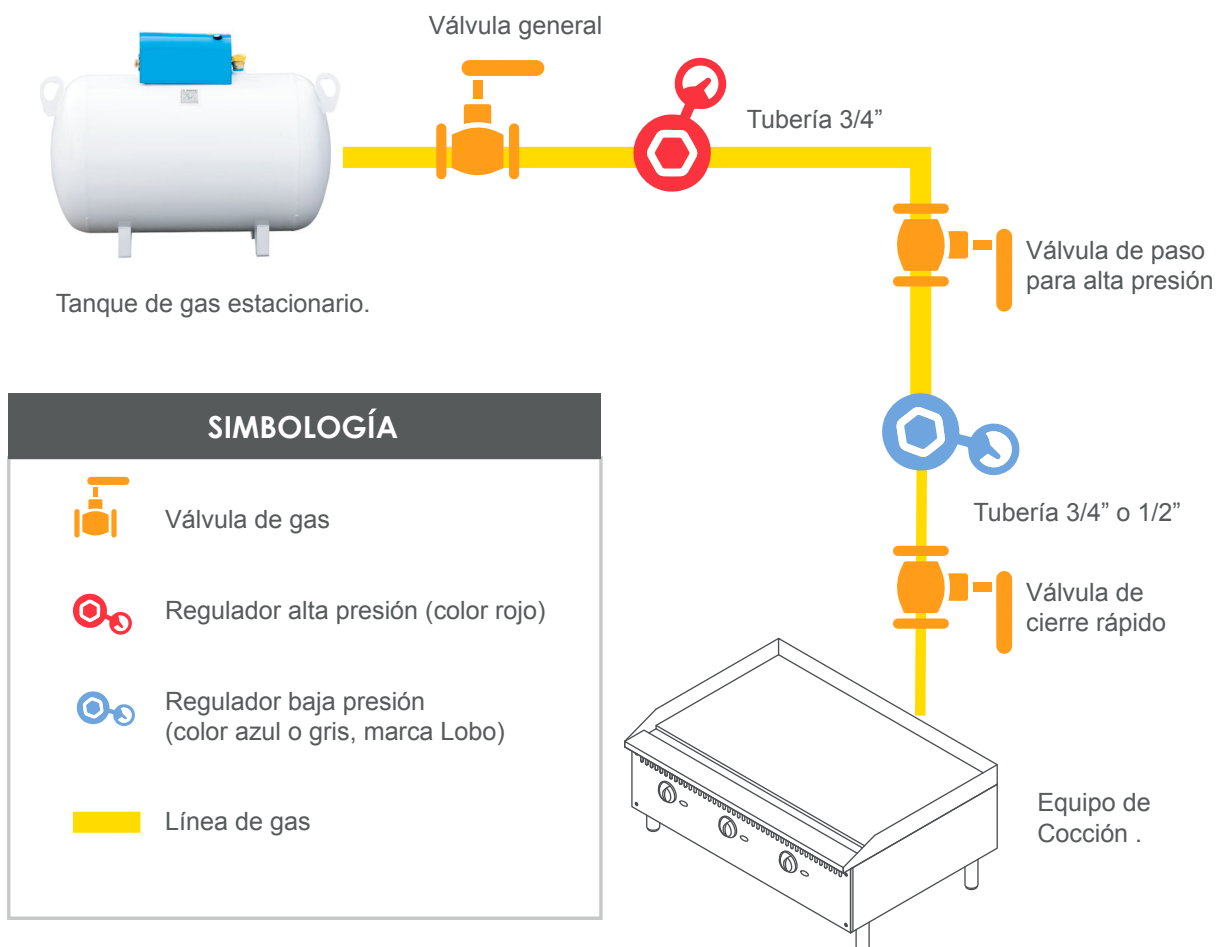 Válvula general
Tubería 3/4”
Válvula de paso
para alta presión
Tanque de gas estacionario.
SIMBOLOGÍA
Válvula de gas
Regulador alta presión (color rojo)
Regulador baja presión
(color azul o gris, marca Lobo)
Línea de gas
Tubería 3/4” o 1/2”
Válvula de
cierre rápido
Equipo de
Cocción .